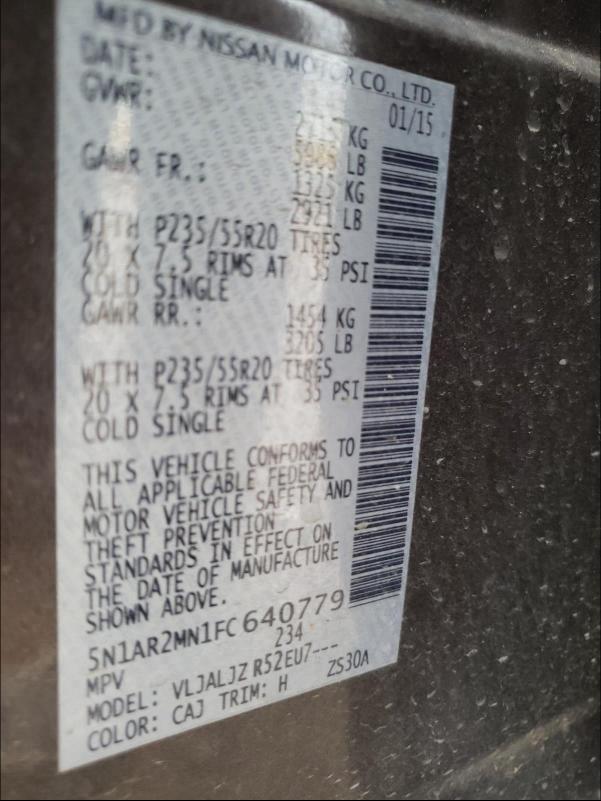 MFD BY NISSAN MOTOR CO., LTD.
DATE: 01/15
GVWR: 2715 KG
5986 LB
GAWR FR.: 1325 KG
2921 LB
WITH P235/55R20 TIRES
20 X 7.5 RIMS AT 35 PSI
COLD SINGLE
GAWR RR.: 1454 KG
3205 LB
WITH P235/55R20 TIRES
20 X 7.5 RIMS AT 35 PSI
COLD SINGLE
THIS VEHICLE CONFORMS TO
ALL APPLICABLE FEDERAL
MOTOR VEHICLE SAFETY AND
THEFT PREVENTION
STANDARDS IN EFFECT ON
THE DATE OF MANUFACTURE
SHOWN ABOVE.
5N1AR2MN1FC640779
MPV 234
MODEL: VLJALJZ R52EU7---
COLOR: CAJ TRIM: H ZS30A